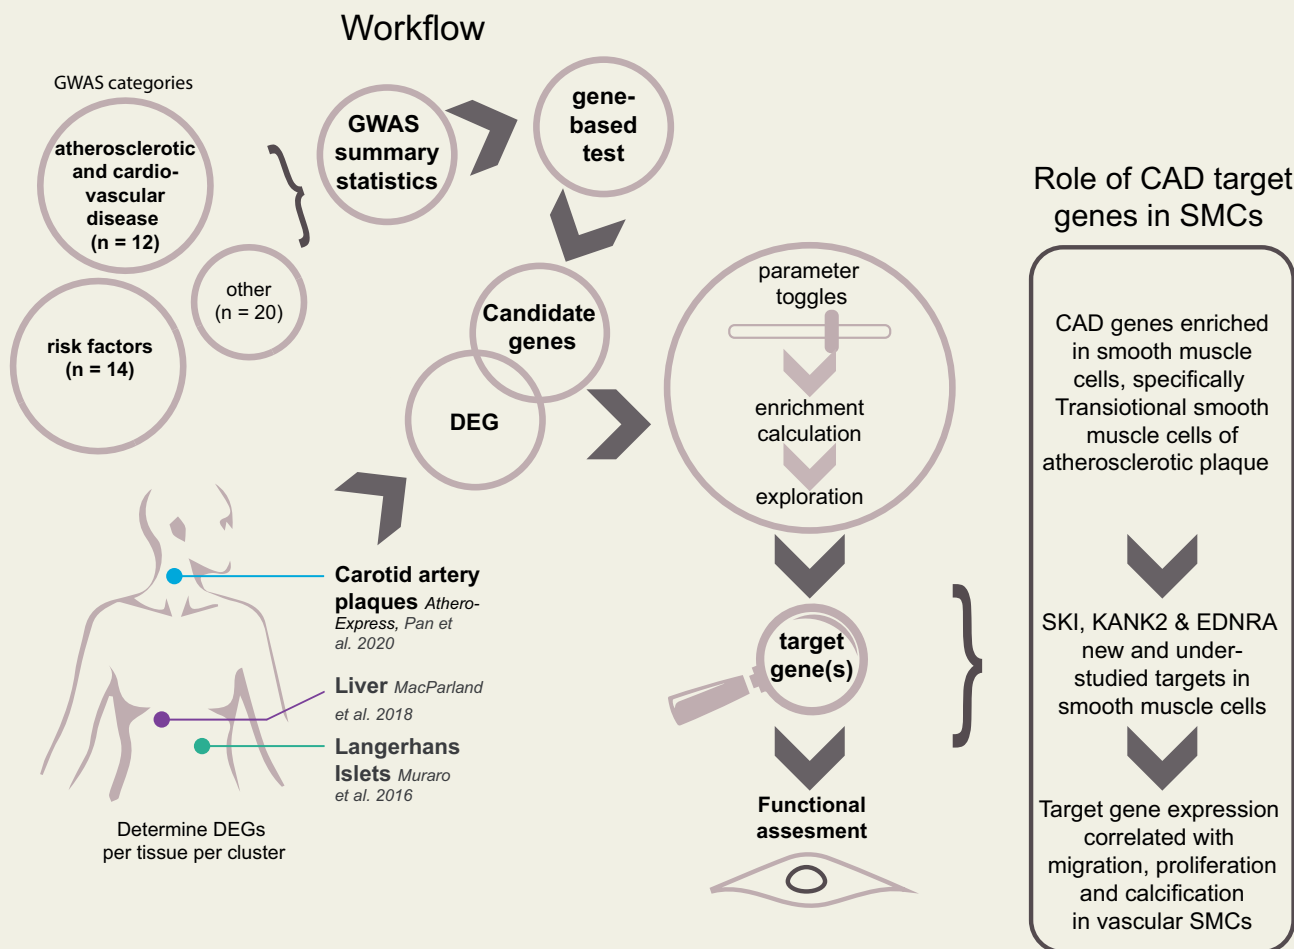 Workflow
GWAS categories
atherosclerotic
and cardio-
vascular
disease
(n = 12)
other
(n = 20)
risk factors
(n = 14)
GWAS
summary
statistics
gene-
based
test
Candidate
genes
DEG
parameter
toggles
enrichment
calculation
exploration
Carotid artery
plaques Athero-
Express, Pan et
al. 2020
Liver MacParland
et al. 2018
Langerhans
Islets Muraro
et al. 2016
Determine DEGs
per tissue per cluster
target
gene(s)
Functional
assesment
Role of CAD target
genes in SMCs
CAD genes enriched
in smooth muscle
cells, specifically
Transiotional smooth
muscle cells of
atherosclerotic plaque
SKI, KANK2 & EDNRA
new and under-
studied targets in
smooth muscle cells
Target gene expression
correlated with
migration, proliferation
and calcification
in vascular SMCs